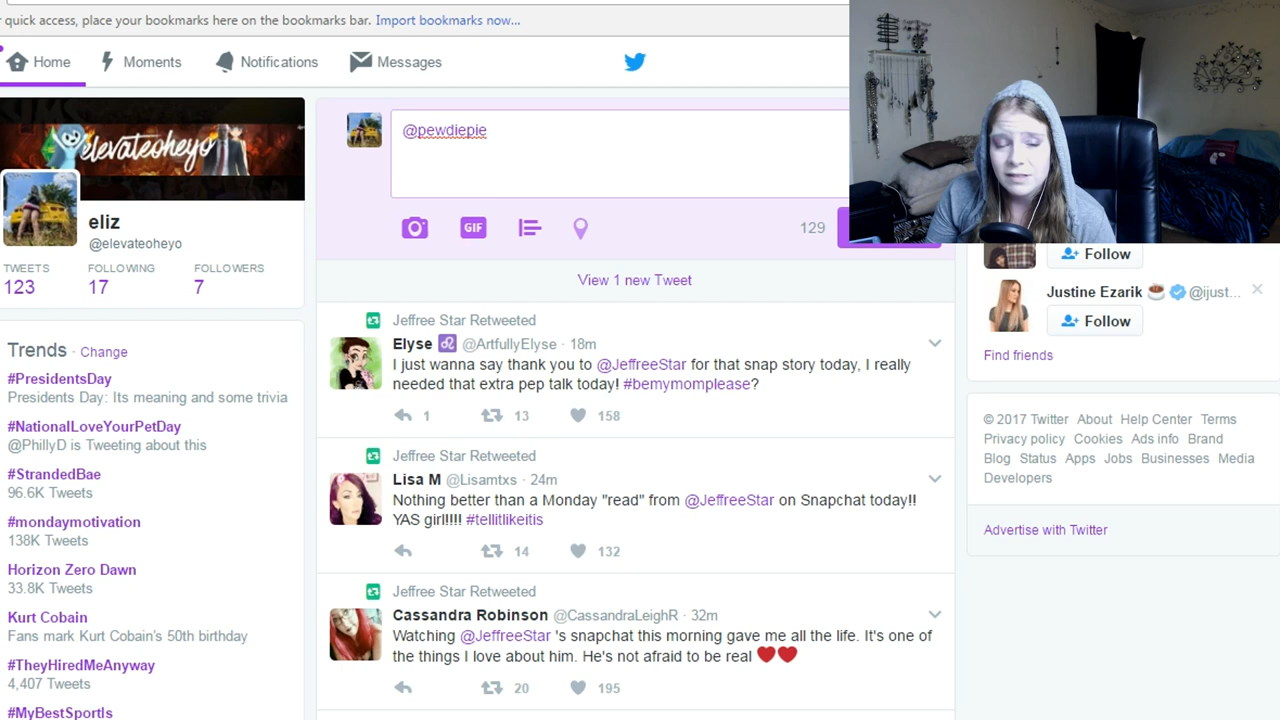 quick access, place your bookmarks here on the bookmarks bar. Import bookmarks now...
Home
Moments
Notifications
Messages
elevateoheyo
eliz
@elevateoheyo
TWEETS FOLLOWING FOLLOWERS
123 17 7
Trends · Change
#PresidentsDay
Presidents Day: Its meaning and some trivia
#NationalLoveYourPetDay
@PhillyD is Tweeting about this
#StrandedBae
96.6K Tweets
#mondaymotivation
138K Tweets
Horizon Zero Dawn
33.8K Tweets
Kurt Cobain
Fans mark Kurt Cobain's 50th birthday
#TheyHiredMeAnyway
4,407 Tweets
#MyBestSportIs
@pewdiepie
GIF
129
View 1 new Tweet
Jeffree Star Retweeted
Elyse @ArtfullyElyse · 18m
I just wanna say thank you to @JeffreeStar for that snap story today, I really
needed that extra pep talk today! #bemymomplease?
1 13 158
Jeffree Star Retweeted
Lisa M @Lisamtxs · 24m
Nothing better than a Monday "read" from @JeffreeStar on Snapchat today!!
YAS girl!!!! #tellitlikeitis
14 132
Jeffree Star Retweeted
Cassandra Robinson @CassandraLeighR · 32m
Watching @JeffreeStar 's snapchat this morning gave me all the life. It's one of
the things I love about him. He's not afraid to be real ❤❤
20 195
Follow
Justine Ezarik ☕ @ijust...
Follow
Find friends
© 2017 Twitter About Help Center Terms
Privacy policy Cookies Ads info Brand
Blog Status Apps Jobs Businesses Media
Developers
Advertise with Twitter